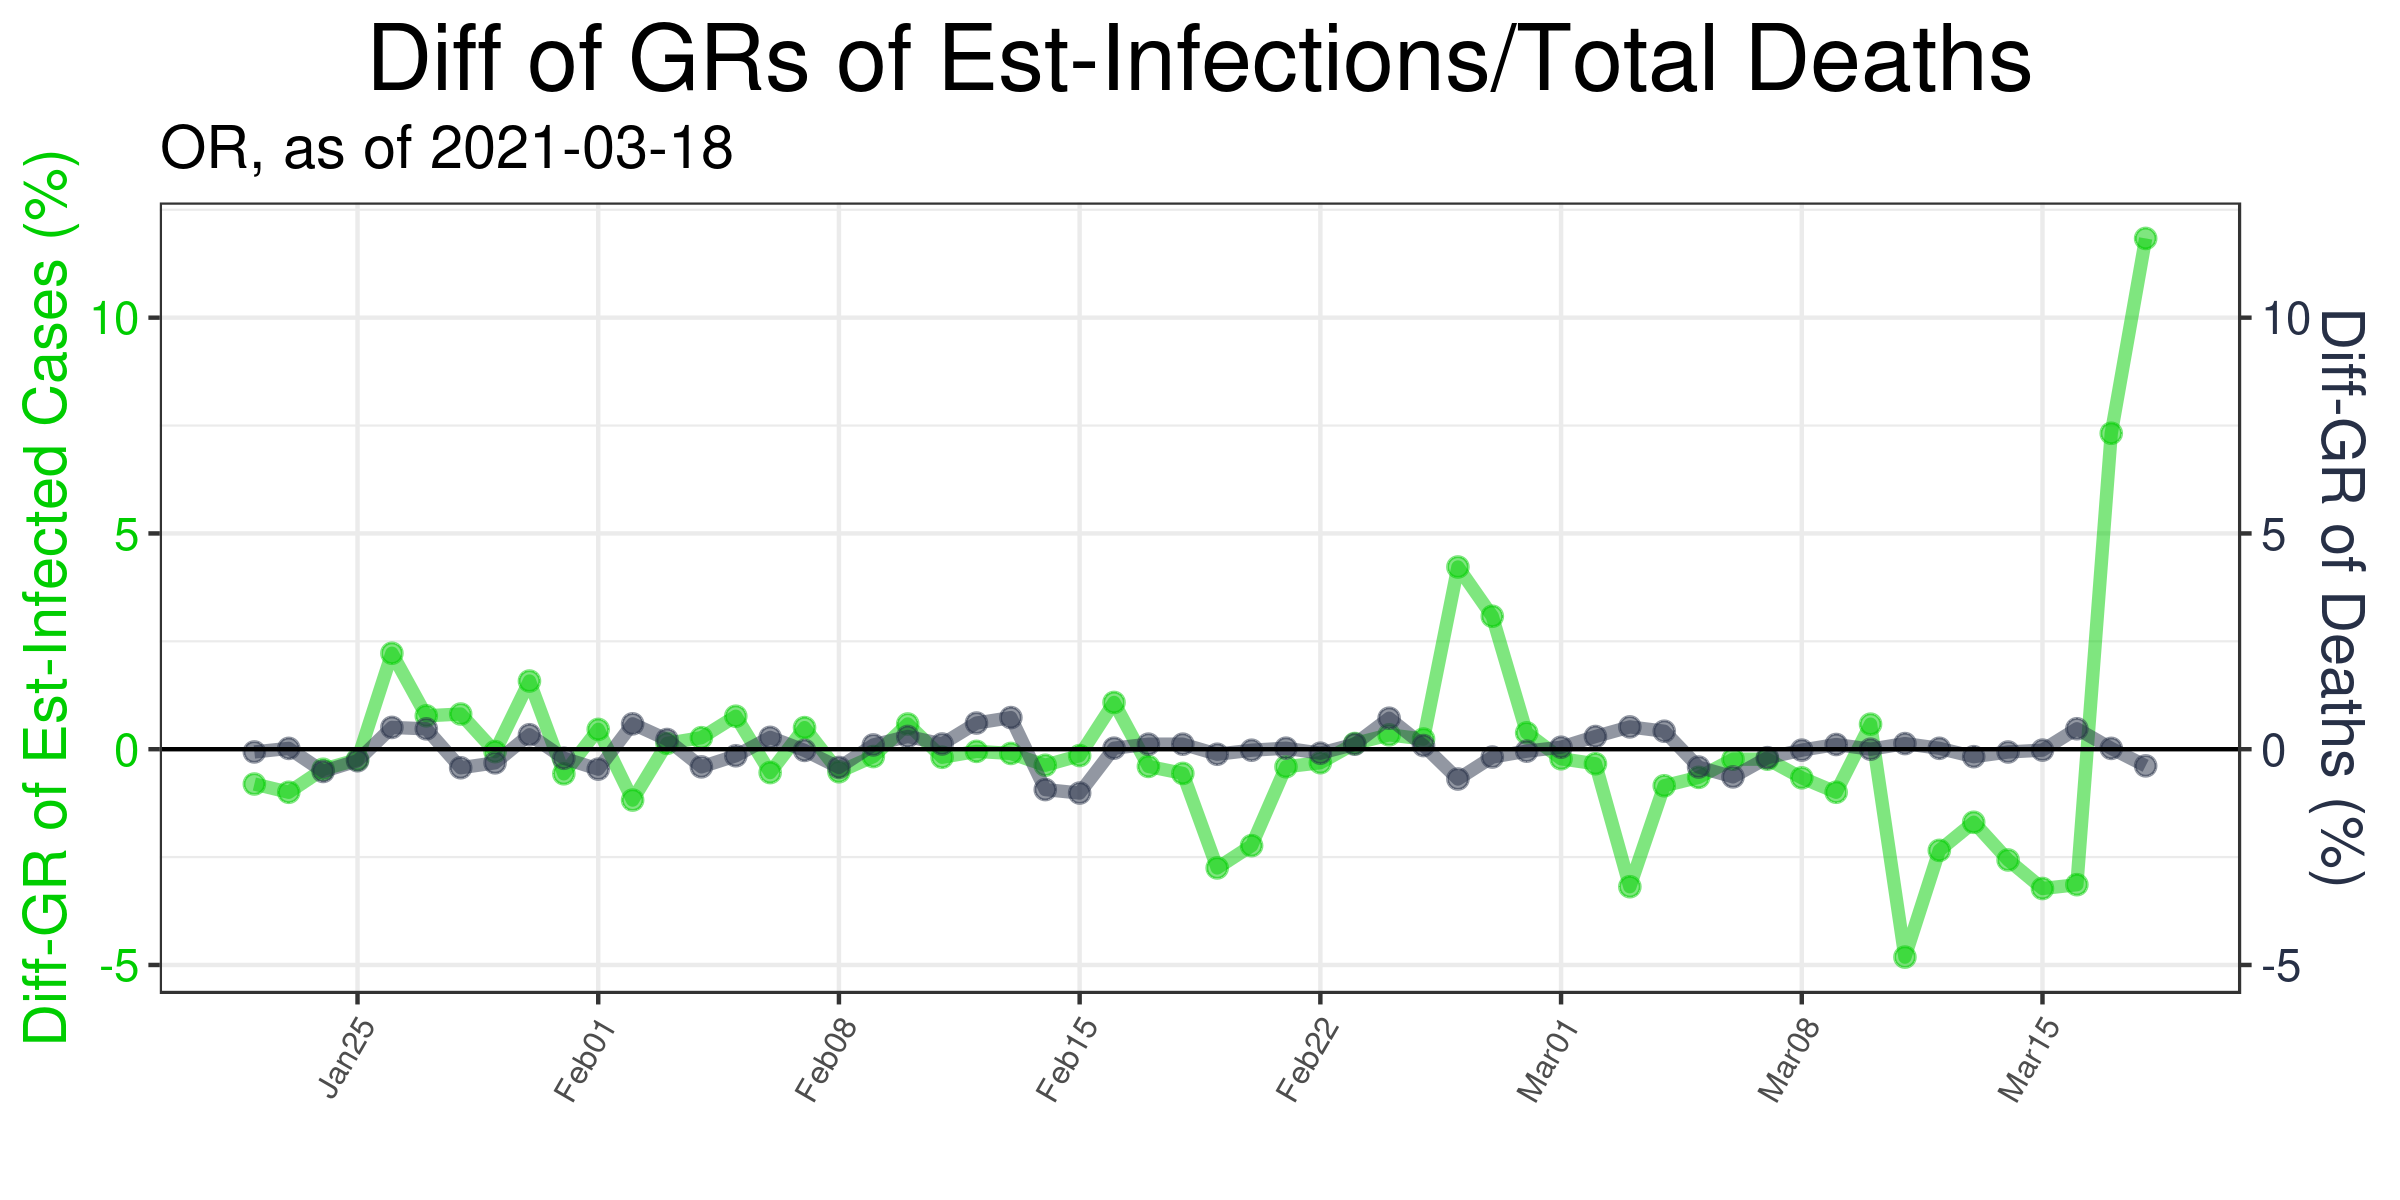 Diff of GRs of Est-Infections/Total Deaths
OR, as of 2021-03-18
Diff-GR of Est-Infected Cases (%)
10
5
0
-5
10
5
0
-5
Diff-GR of Deaths (%)
Jan25
Feb01
Feb08
Feb15
Feb22
Mar01
Mar08
Mar15